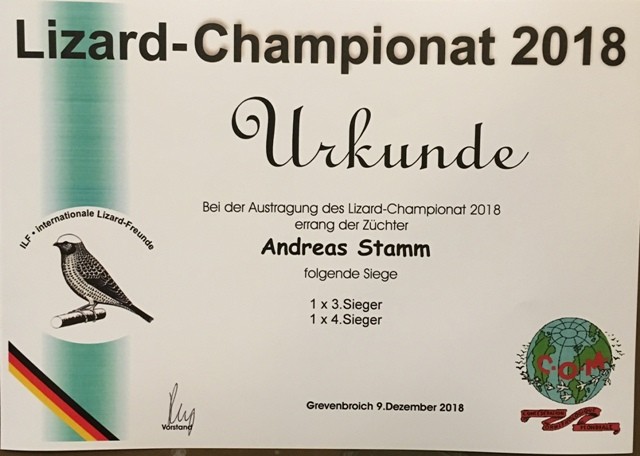 Lizard-Championat 2018
Urkunde
Bei der Austragung des Lizard-Championat 2018
errang der Züchter
Andreas Stamm
folgende Siege
1 x 3.Sieger
1 x 4.Sieger
ILF • internationale Lizard-Freunde
C.O.M
Vorstand
Grevenbroich 9.Dezember 2018